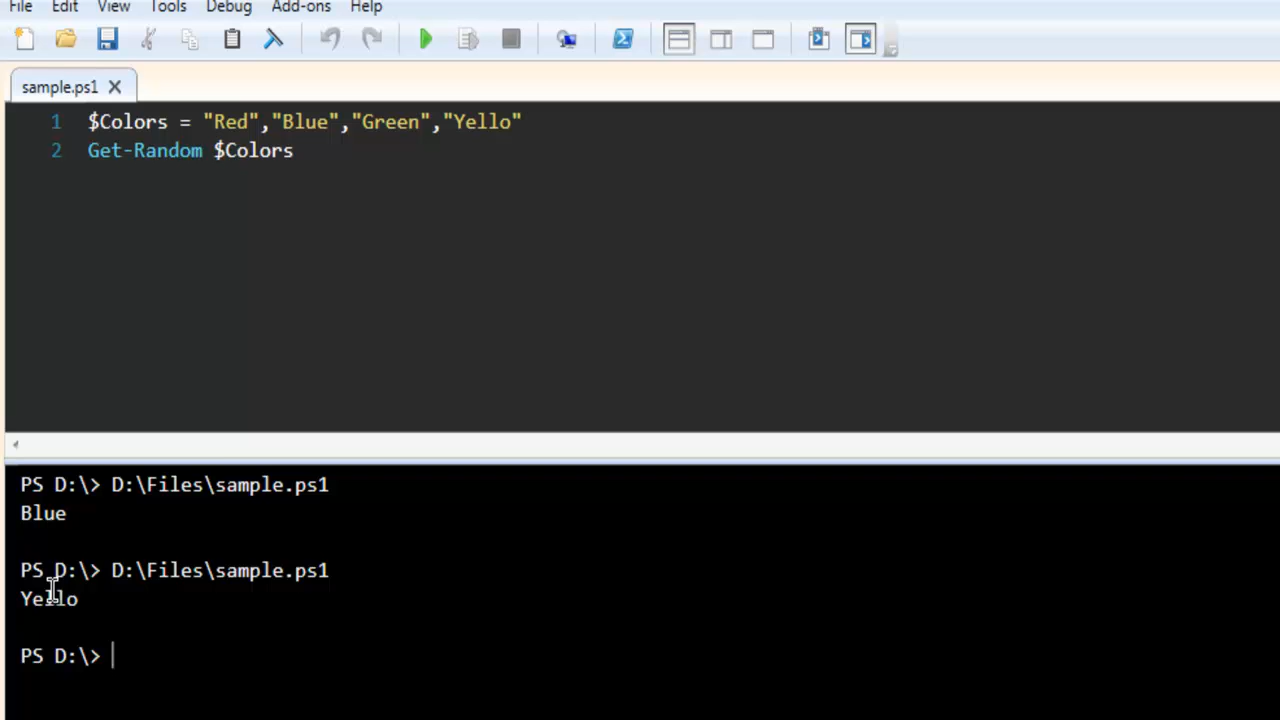 File Edit View Tools Debug Add-ons Help
sample.ps1
1 $Colors = "Red","Blue","Green","Yello"
2 Get-Random $Colors
PS D:\> D:\Files\sample.ps1
Blue
PS D:\> D:\Files\sample.ps1
Yello
PS D:\>